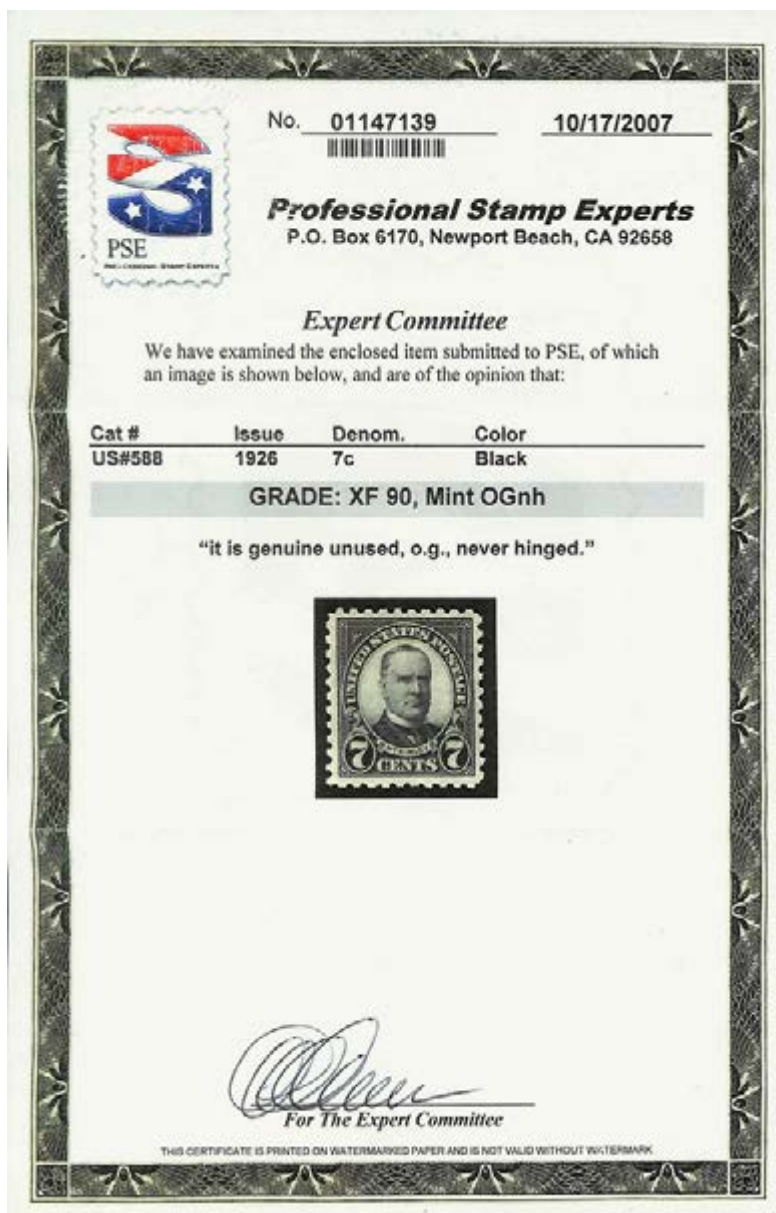 No. 01147139 10/17/2007
PSE
Professional Stamp Experts
P.O. Box 6170, Newport Beach, CA 92658
Expert Committee
We have examined the enclosed item submitted to PSE, of which
an image is shown below, and are of the opinion that:
Cat # Issue Denom. Color
US#588 1926 7c Black
GRADE: XF 90, Mint OGnh
“it is genuine unused, o.g., never hinged.”
UNITED STATES POSTAGE
7 CENTS 7
For The Expert Committee
THIS CERTIFICATE IS PRINTED ON WATERMARKED PAPER AND IS NOT VALID WITHOUT WATERMARK